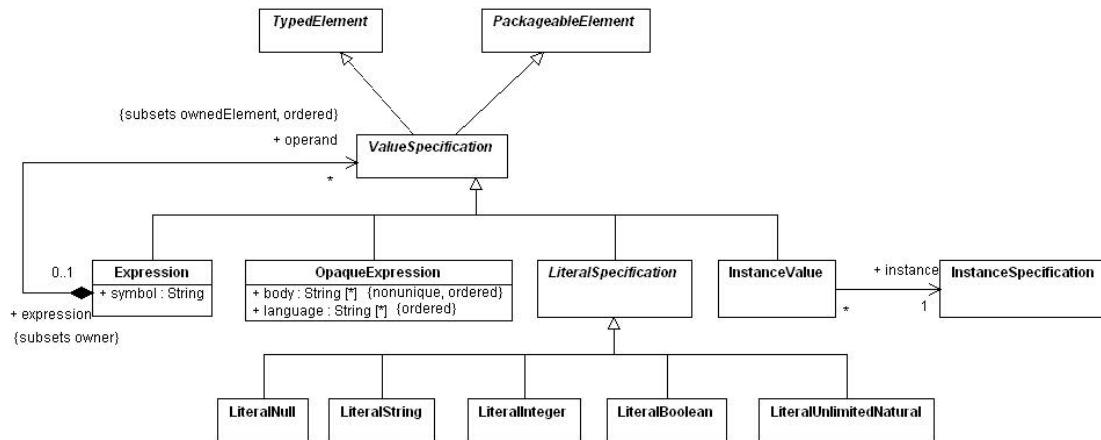 TypedElement
PackageableElement
{subsets ownedElement, ordered}
+ operand
ValueSpecification
*
0..1
Expression
+ symbol : String
+ expression
{subsets owner}
OpaqueExpression
+ body : String [*] {nonunique, ordered}
+ language : String [*] {ordered}
LiteralSpecification
InstanceValue
+ instance
*
1
InstanceSpecification
LiteralNull
LiteralString
LiteralInteger
LiteralBoolean
LiteralUnlimitedNatural